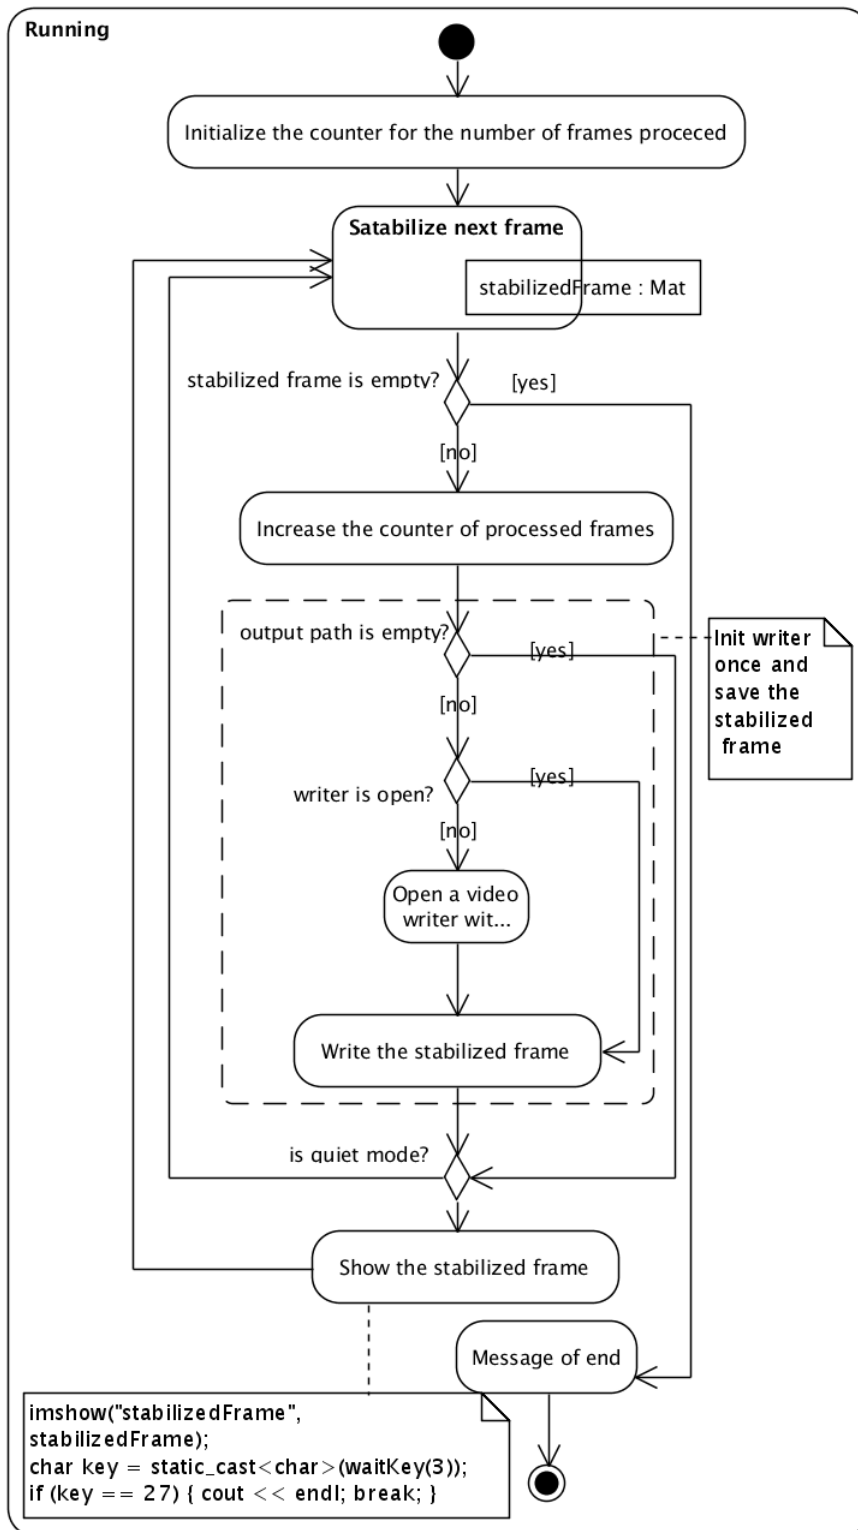 Running
Initialize the counter for the number of frames proceced
Satabilize next frame
stabilizedFrame : Mat
stabilized frame is empty?
[yes]
[no]
Increase the counter of processed frames
output path is empty?
[yes]
Init writer
once and
save the
stabilized
frame
[no]
[yes]
writer is open?
[no]
Open a video
writer wit...
Write the stabilized frame
is quiet mode?
Show the stabilized frame
Message of end
imshow("stabilizedFrame",
stabilizedFrame);
char key = static_cast<char>(waitKey(3));
if (key == 27) { cout << endl; break; }